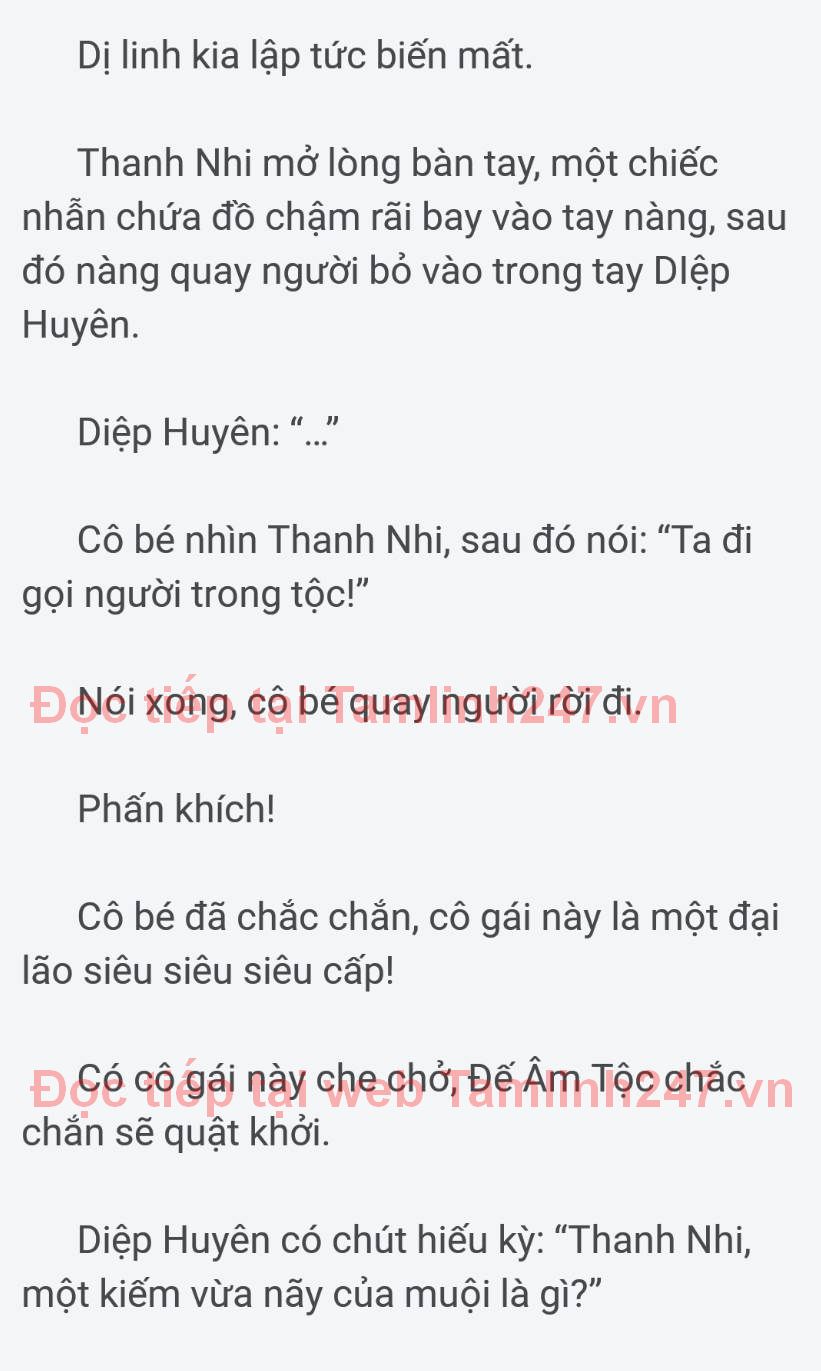 Dị linh kia lập tức biến mất.
Thanh Nhi mở lòng bàn tay, một chiếc
nhẫn chứa đồ chậm rãi bay vào tay nàng, sau
đó nàng quay người bỏ vào trong tay DIệp
Huyên.
Diệp Huyên: “...”
Cô bé nhìn Thanh Nhi, sau đó nói: “Ta đi
gọi người trong tộc!”
Nói xong, cô bé quay người rời đi.
Đọc tiếp tại Tamlinh247.vn
Phấn khích!
Cô bé đã chắc chắn, cô gái này là một đại
lão siêu siêu siêu cấp!
Có cô gái này che chở, Đế Âm Tộc chắc
Đọc tiếp tại web Tamlinh247.vn
chắn sẽ quật khởi.
Diệp Huyên có chút hiếu kỳ: “Thanh Nhi,
một kiếm vừa nãy của muội là gì?”